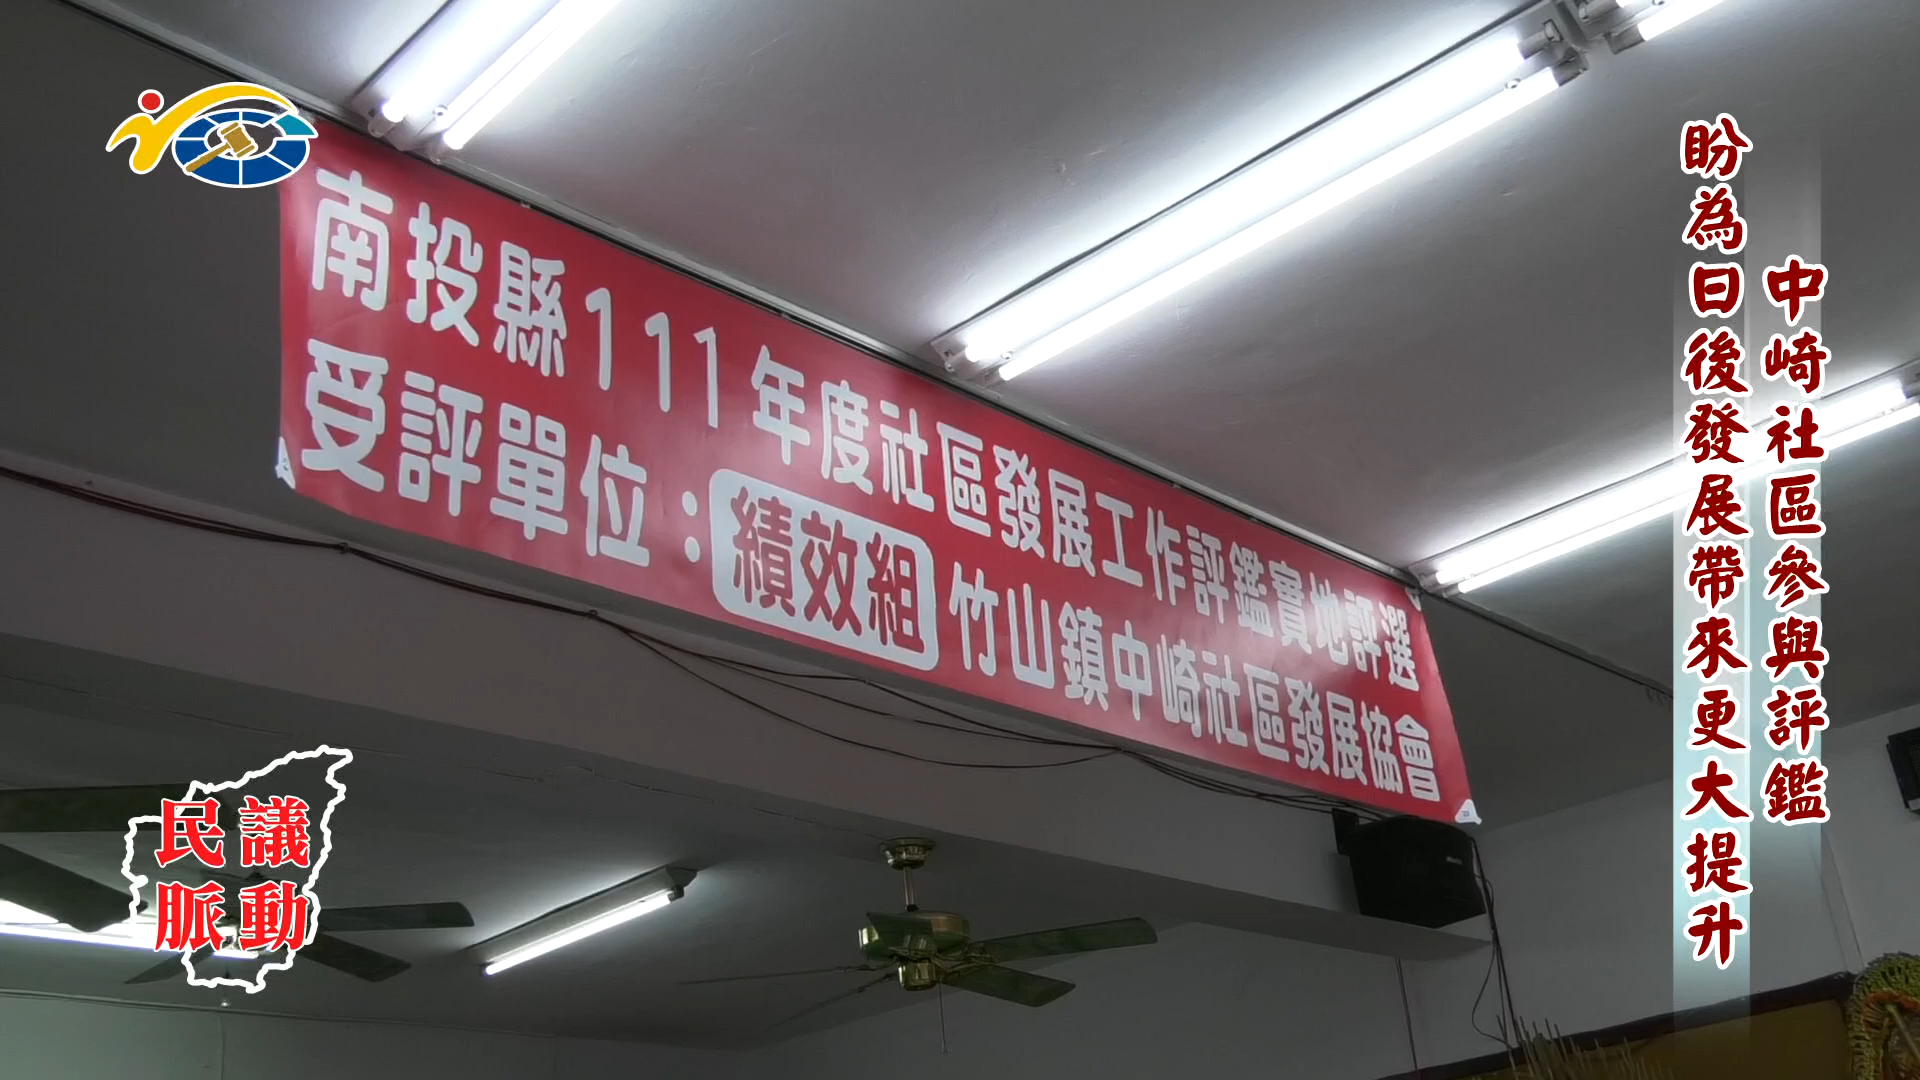 南投縣111年度社區發展工作評鑑實地評選
受評單位：績效組 竹山鎮中崎社區發展協會
中崎社區參與評鑑
盼為日後發展帶來更大提升
民議
脈動